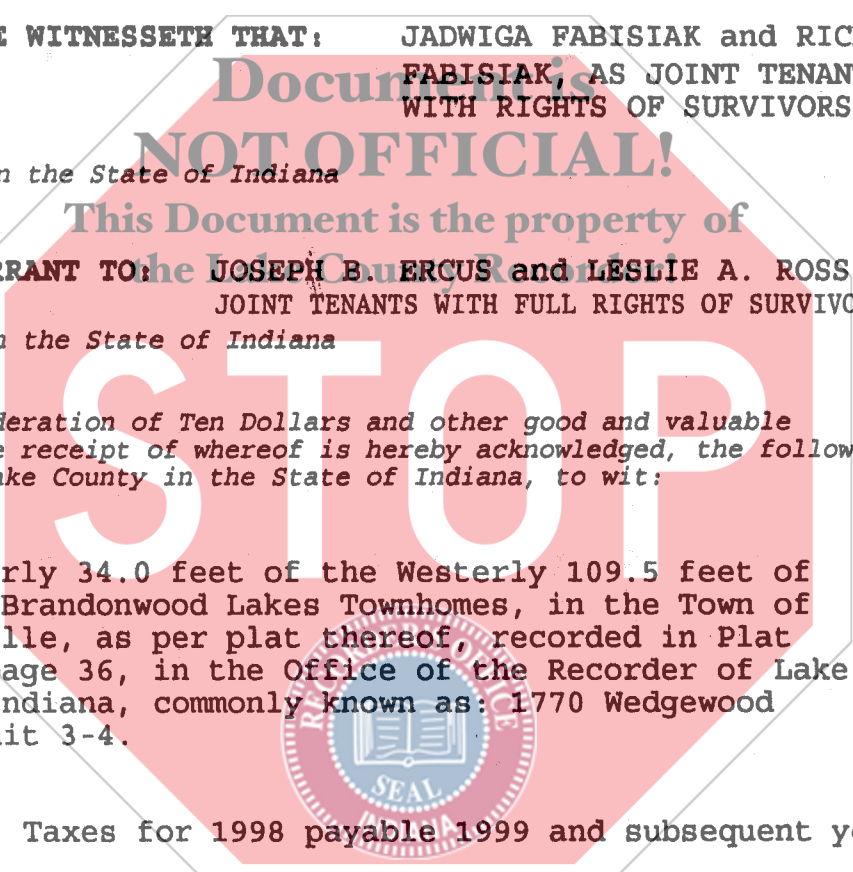 E WITNESSETH THAT: JADWIGA FABISIAK and RIC
FABISIAK, AS JOINT TENAN
WITH RIGHTS OF SURVIVORS
Document is
NOT OFFICIAL!
n the State of Indiana
This Document is the property of
the Lake County Recorder!
RRANT TO: JOSEPH B. ERCUS and LESLIE A. ROSS
JOINT TENANTS WITH FULL RIGHTS OF SURVIVO
n the State of Indiana
STOP
deration of Ten Dollars and other good and valuable
e receipt of whereof is hereby acknowledged, the follow
ake County in the State of Indiana, to wit:
rly 34.0 feet of the Westerly 109.5 feet of
Brandonwood Lakes Townhomes, in the Town of
lle, as per plat thereof, recorded in Plat
age 36, in the Office of the Recorder of Lake
ndiana, commonly known as: 1770 Wedgewood
it 3-4.
RECORDER OFFICE
SEAL
INDIANA
Taxes for 1998 payable 1999 and subsequent ye